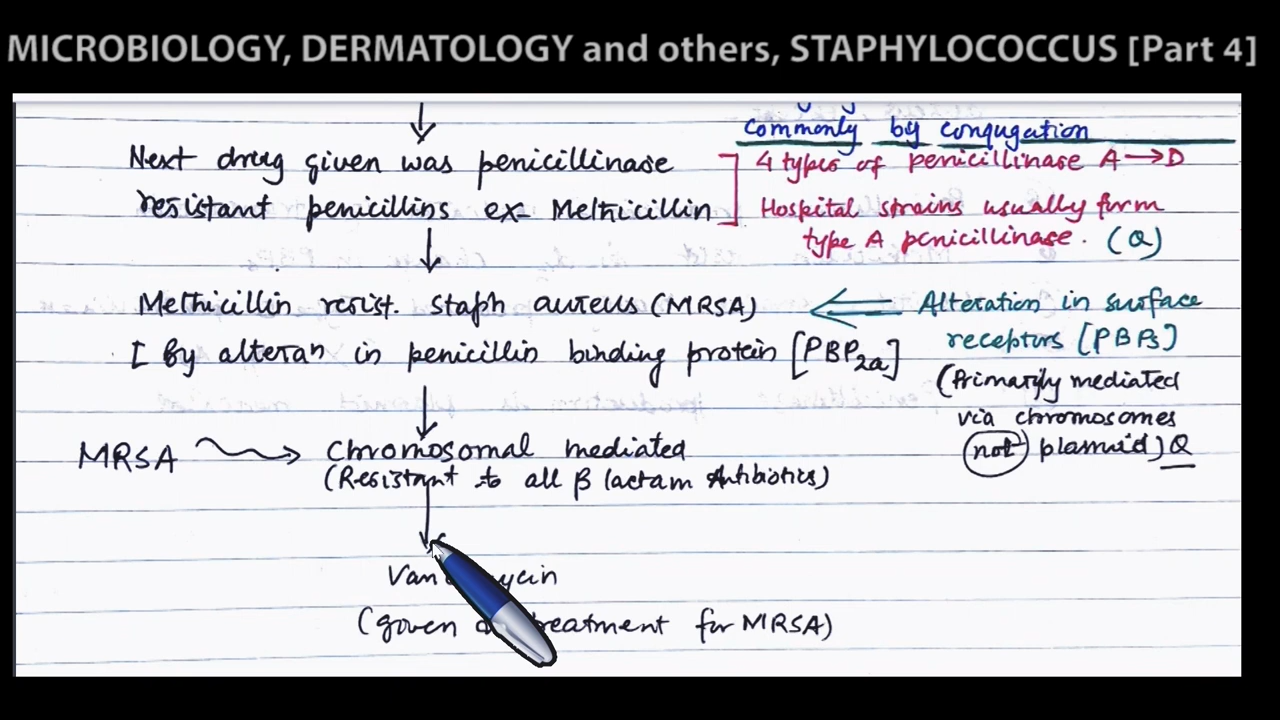 MICROBIOLOGY, DERMATOLOGY and others, STAPHYLOCOCCUS [Part 4]
commonly by conjugation
Next drug given was penicillinase
resistant penicillins ex- Methicillin
4 types of penicillinase A → D
Hospital strains usually form
type A penicillinase. (Q)
Methicillin resist. staph aureus (MRSA)
[ By alteran in penicillin binding protein [PBP2a]
Alteration in surface
receptors [PBPs]
(Primarily mediated
via chromosomes
not plasmid) Q
MRSA → Chromosomal mediated
(Resistant to all β lactam Antibiotics)
(given treatment for MRSA)